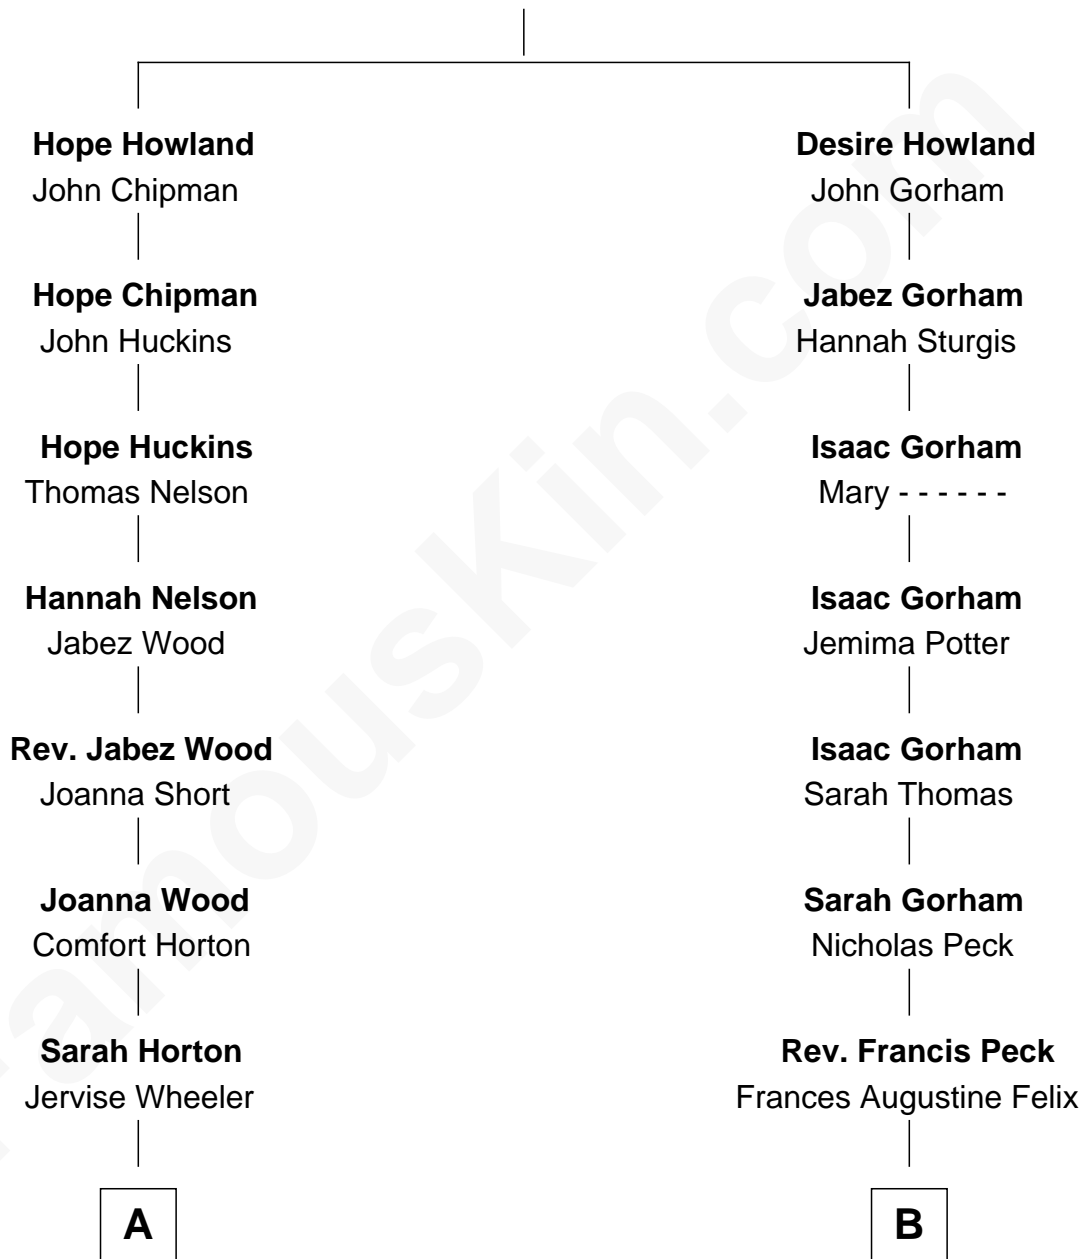 Hope Howland
John Chipman
Hope Chipman
John Huckins
Hope Huckins
Thomas Nelson
Hannah Nelson
Jabez Wood
Rev. Jabez Wood
Joanna Short
Joanna Wood
Comfort Horton
Sarah Horton
Jervise Wheeler
A
Desire Howland
John Gorham
Jabez Gorham
Hannah Sturgis
Isaac Gorham
Mary - - - - - -
Isaac Gorham
Jemima Potter
Isaac Gorham
Sarah Thomas
Sarah Gorham
Nicholas Peck
Rev. Francis Peck
Frances Augustine Felix
B
FamousKin.com